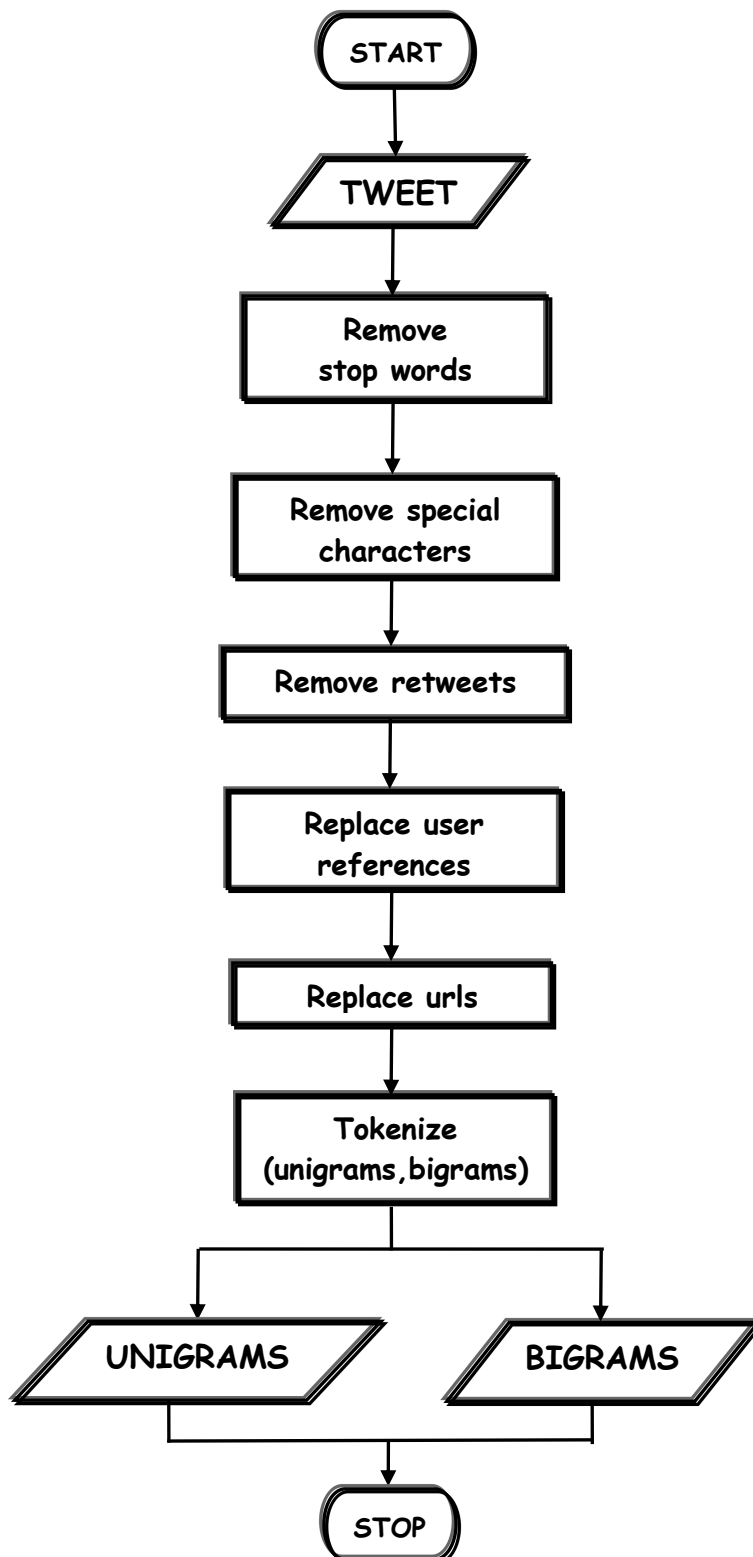 START
TWEET
Remove
stop words
Remove special
characters
Remove retweets
Replace user
references
Replace urls
Tokenize
(unigrams,bigrams)
UNIGRAMS
BIGRAMS
STOP